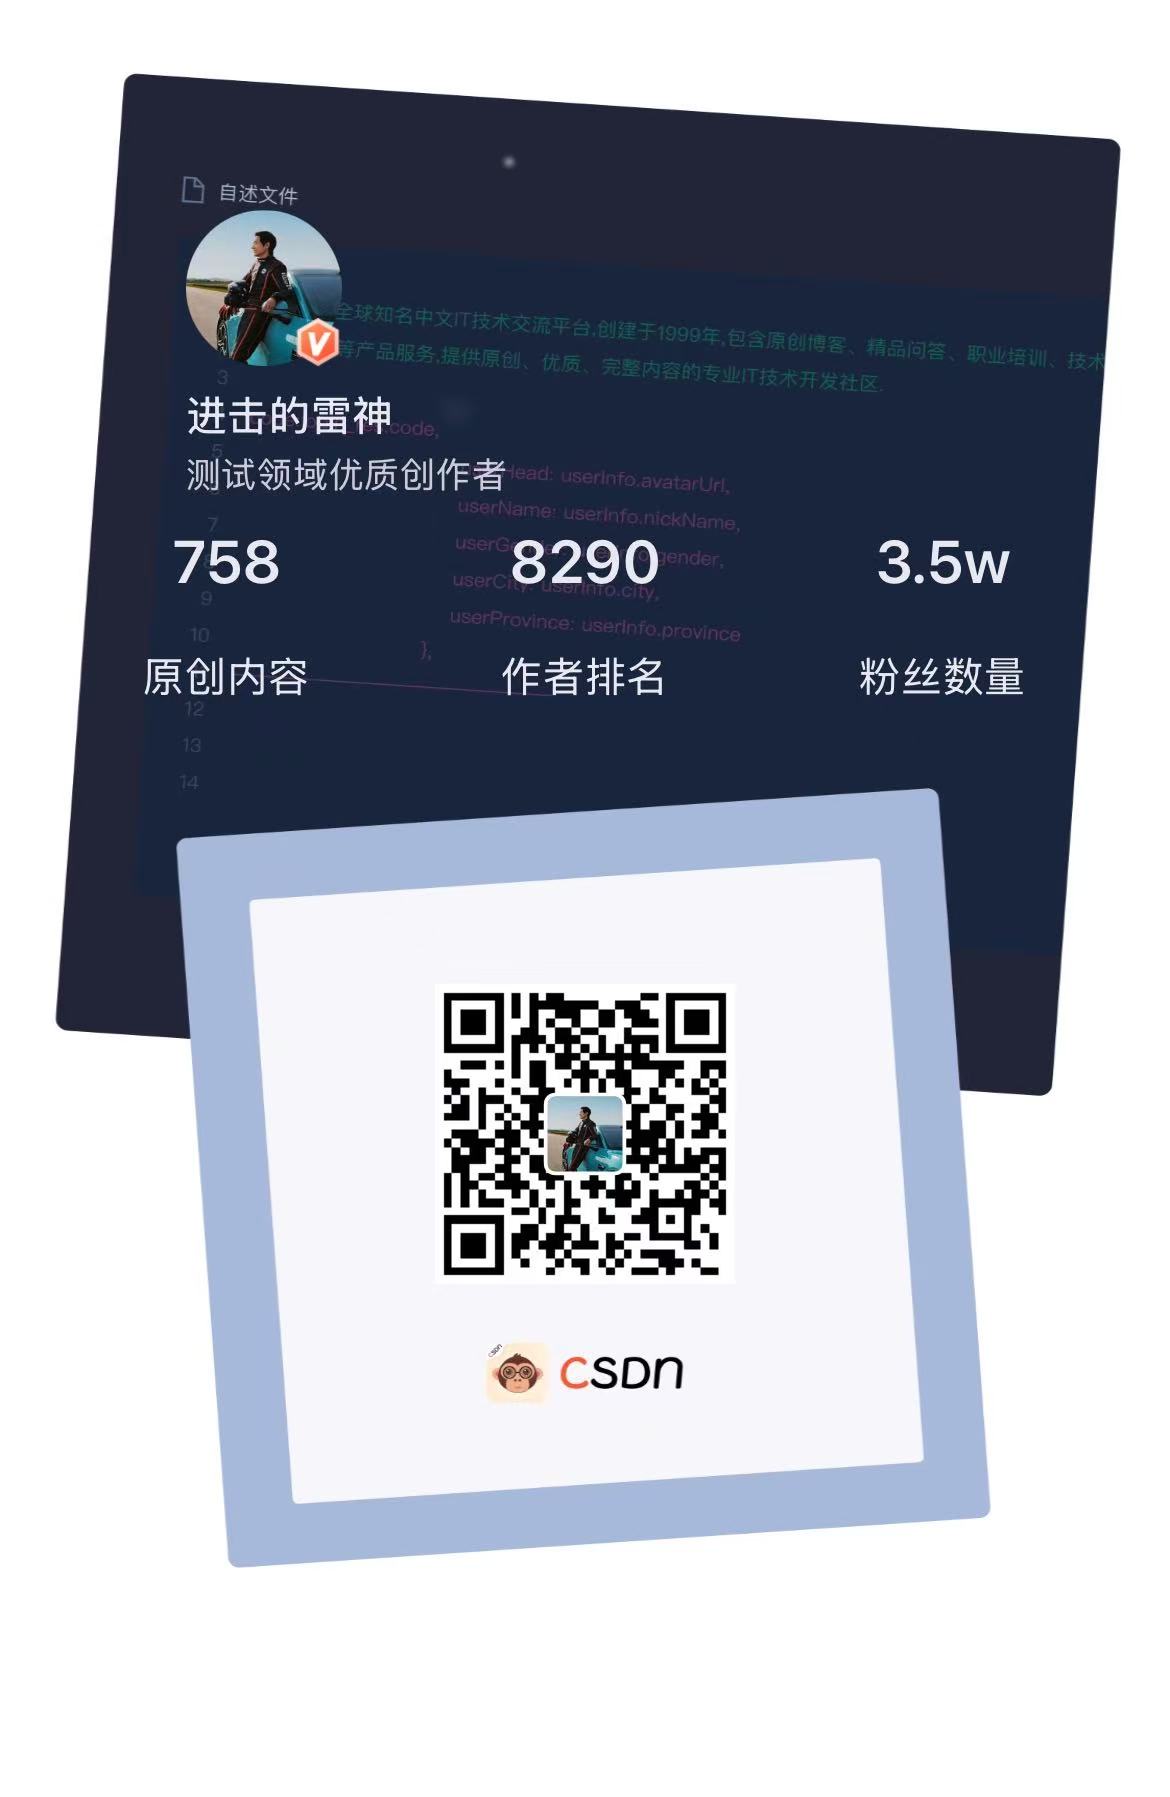 自述文件
全球知名中文IT技术交流平台,创建于1999年,包含原创博客、精品问答、职业培训、技术
等产品服务,提供原创、优质、完整内容的专业IT技术开发社区.
3
进击的雷神
code,
5
测试领域优质创作者
Head: userInfo.avatarUrl,
7
userName: userInfo.nickName,
758
8290
3.5w
gender,
9
userCity: userInfo.city,
10
userProvince: userInfo.province
},
原创内容
作者排名
粉丝数量
12
13
14
CSDN